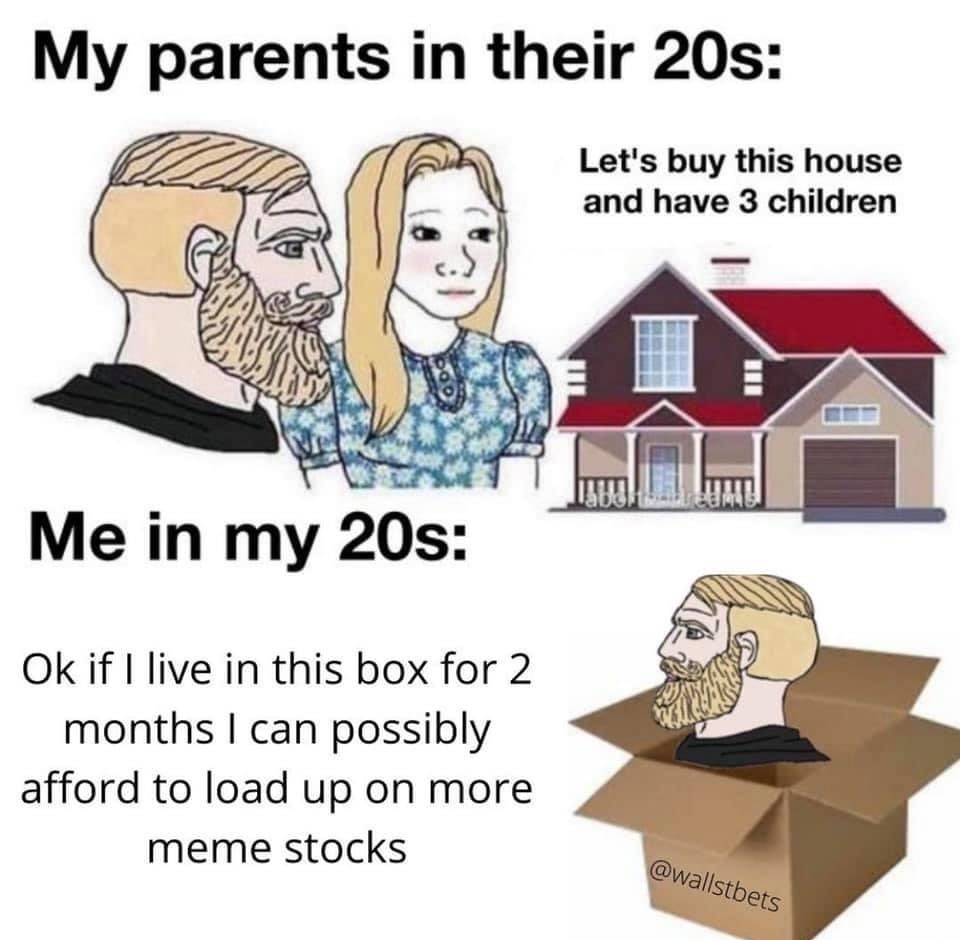 My parents in their 20s:
Let's buy this house
and have 3 children
Me in my 20s:
Ok if I live in this box for 2
months I can possibly
afford to load up on more
meme stocks
@wallstbets